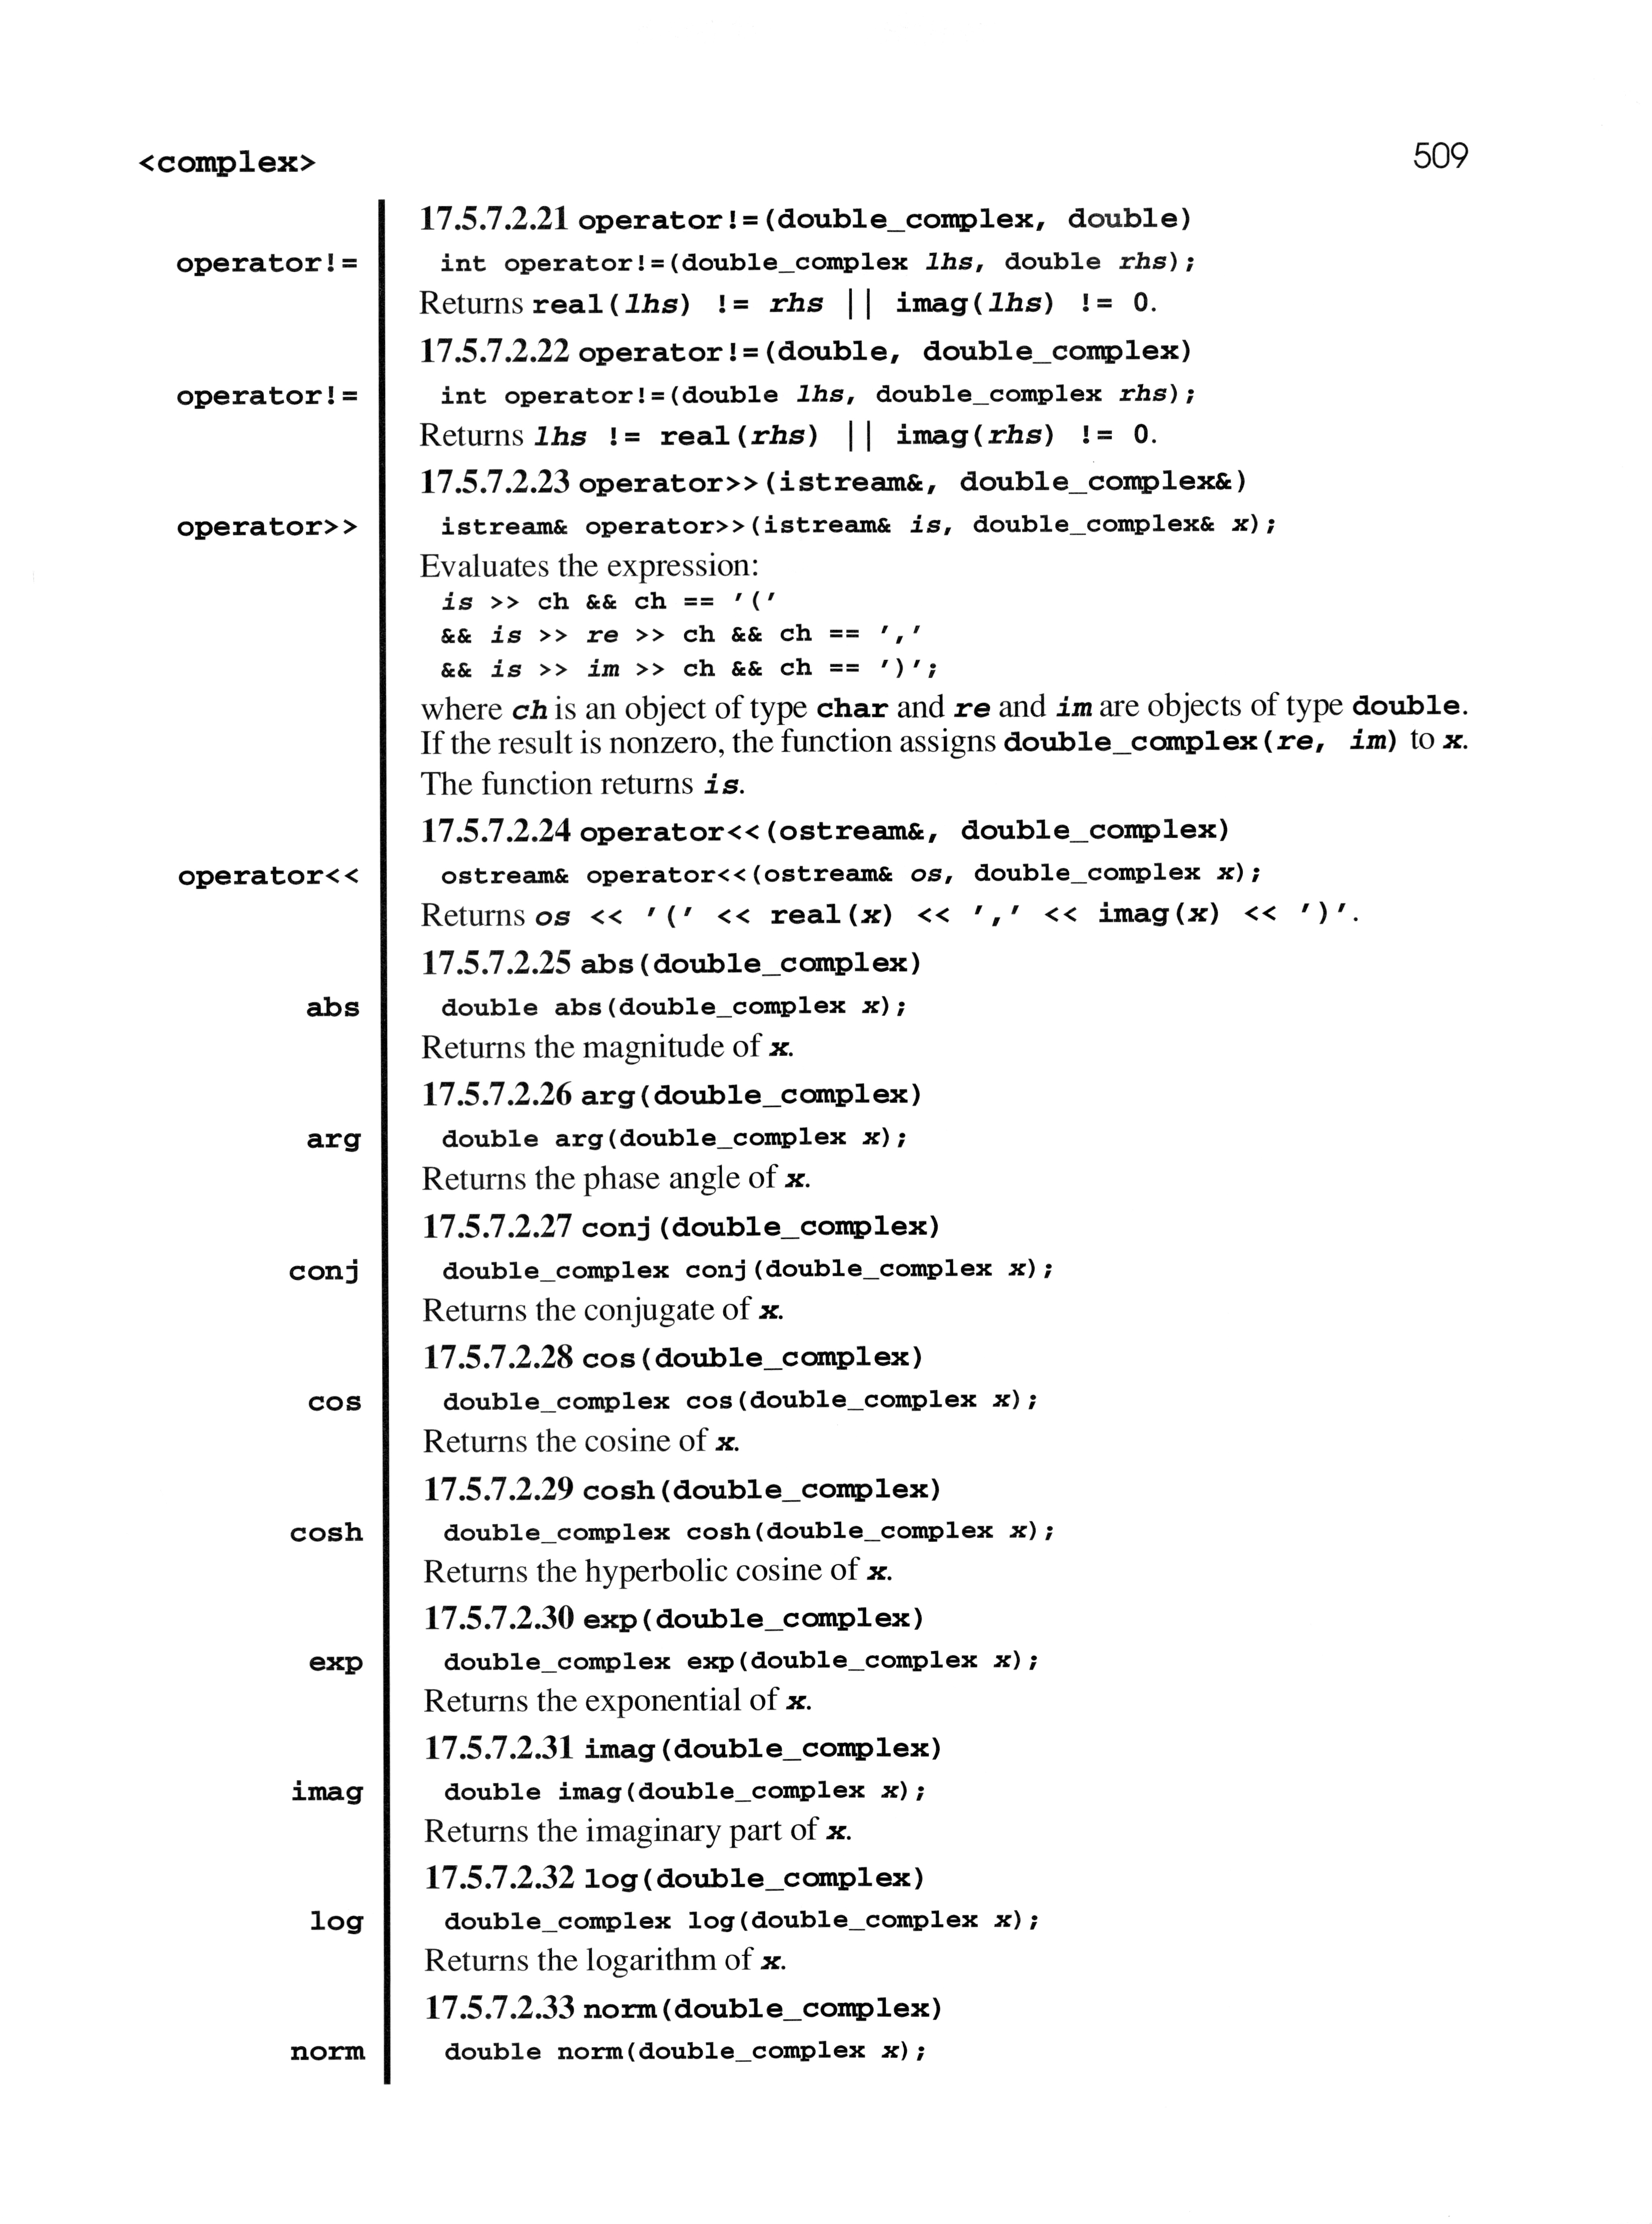 <complex> 509
17.5.7.2.21 operator!=(double_complex, double)
operator!= int operator!=(double_complex lhs, double rhs);
Returns real(lhs) != rhs || imag(lhs) != 0.
17.5.7.2.22 operator!=(double, double_complex)
operator!= int operator!=(double lhs, double_complex rhs);
Returns lhs != real(rhs) || imag(rhs) != 0.
17.5.7.2.23 operator>>(istream&, double_complex&)
operator>> istream& operator>>(istream& is, double_complex& x);
Evaluates the expression:
is >> ch && ch == '('
&& is >> re >> ch && ch == ','
&& is >> im >> ch && ch == ')';
where ch is an object of type char and re and im are objects of type double.
If the result is nonzero, the function assigns double_complex(re, im) to x.
The function returns is.
17.5.7.2.24 operator<<(ostream&, double_complex)
operator<< ostream& operator<<(ostream& os, double_complex x);
Returns os << '(' << real(x) << ',' << imag(x) << ')'.
17.5.7.2.25 abs(double_complex)
abs double abs(double_complex x);
Returns the magnitude of x.
17.5.7.2.26 arg(double_complex)
arg double arg(double_complex x);
Returns the phase angle of x.
17.5.7.2.27 conj(double_complex)
conj double_complex conj(double_complex x);
Returns the conjugate of x.
17.5.7.2.28 cos(double_complex)
cos double_complex cos(double_complex x);
Returns the cosine of x.
17.5.7.2.29 cosh(double_complex)
cosh double_complex cosh(double_complex x);
Returns the hyperbolic cosine of x.
17.5.7.2.30 exp(double_complex)
exp double_complex exp(double_complex x);
Returns the exponential of x.
17.5.7.2.31 imag(double_complex)
imag double imag(double_complex x);
Returns the imaginary part of x.
17.5.7.2.32 log(double_complex)
log double_complex log(double_complex x);
Returns the logarithm of x.
17.5.7.2.33 norm(double_complex)
norm double norm(double_complex x);